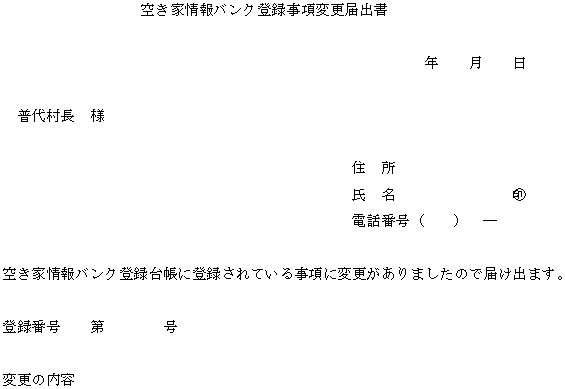 空き家情報バンク登録事項変更届出書
年　　月　　日
普代村長　様
住　所
氏　名　　　　　　　　㊞
電話番号（　　）　―
空き家情報バンク登録台帳に登録されている事項に変更がありましたので届け出ます。
登録番号　　第　　　　号
変更の内容